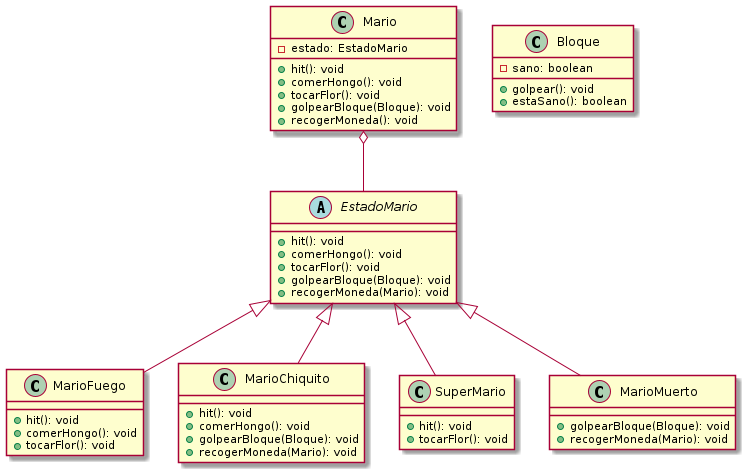 C Mario
estado: EstadoMario
hit(): void
comerHongo(): void
tocarFlor(): void
golpearBloque(Bloque): void
recogerMoneda(): void
C Bloque
sano: boolean
golpear(): void
estaSano(): boolean
A EstadoMario
hit(): void
comerHongo(): void
tocarFlor(): void
golpearBloque(Bloque): void
recogerMoneda(Mario): void
C MarioFuego
hit(): void
comerHongo(): void
tocarFlor(): void
C MarioChiquito
hit(): void
comerHongo(): void
golpearBloque(Bloque): void
recogerMoneda(Mario): void
C SuperMario
hit(): void
tocarFlor(): void
C MarioMuerto
golpearBloque(Bloque): void
recogerMoneda(Mario): void